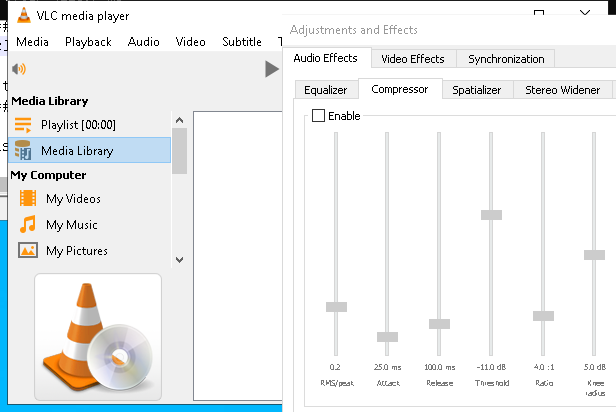 VLC media player
Media Playback Audio Video Subtitle
Media Library
Playlist [00:00]
Media Library
My Computer
My Videos
My Music
My Pictures
Adjustments and Effects
Audio Effects Video Effects Synchronization
Equalizer Compressor Spatializer Stereo Widener
Enable
0.2 25.0 ms 100.0 ms -11.0 dB 4.0 :1 5.0 dB
RMS/peak Attack Release Threshold Ratio Knee
radius